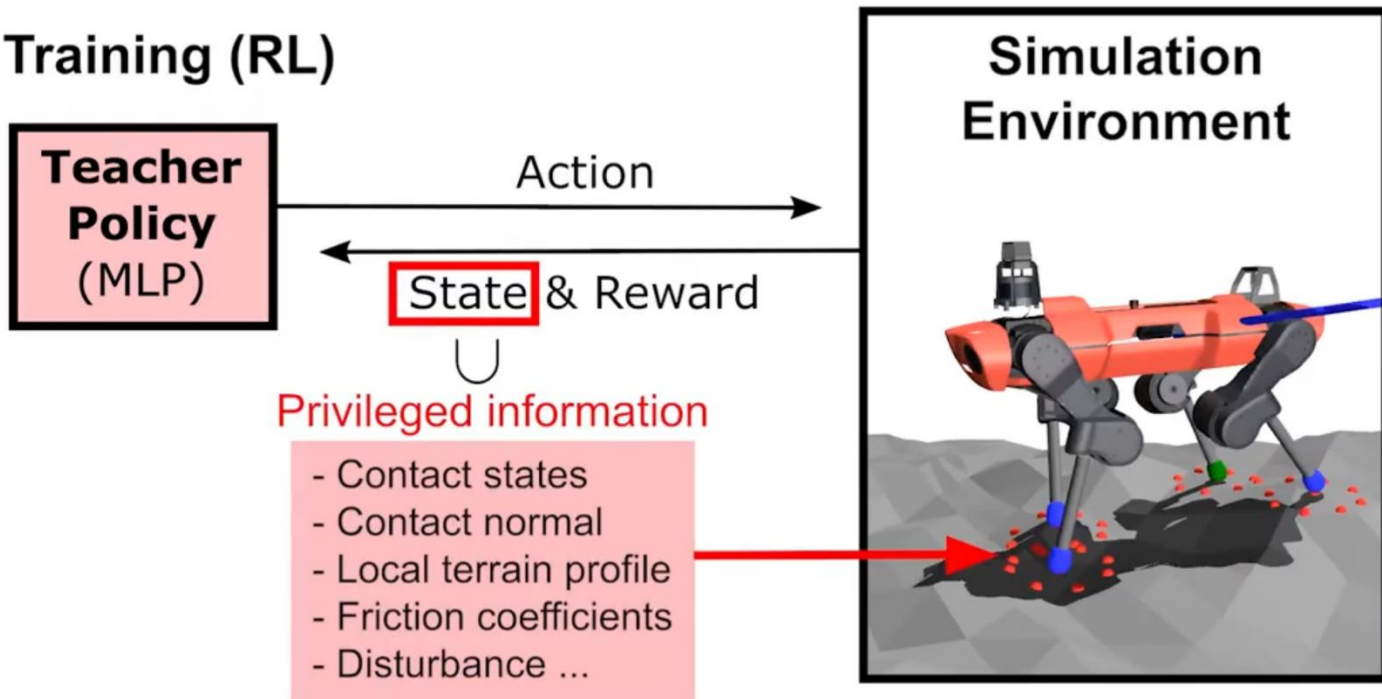 Training (RL)
Simulation
Environment
Teacher
Policy
(MLP)
Action
State & Reward
Privileged information
- Contact states
- Contact normal
- Local terrain profile
- Friction coefficients
- Disturbance ...